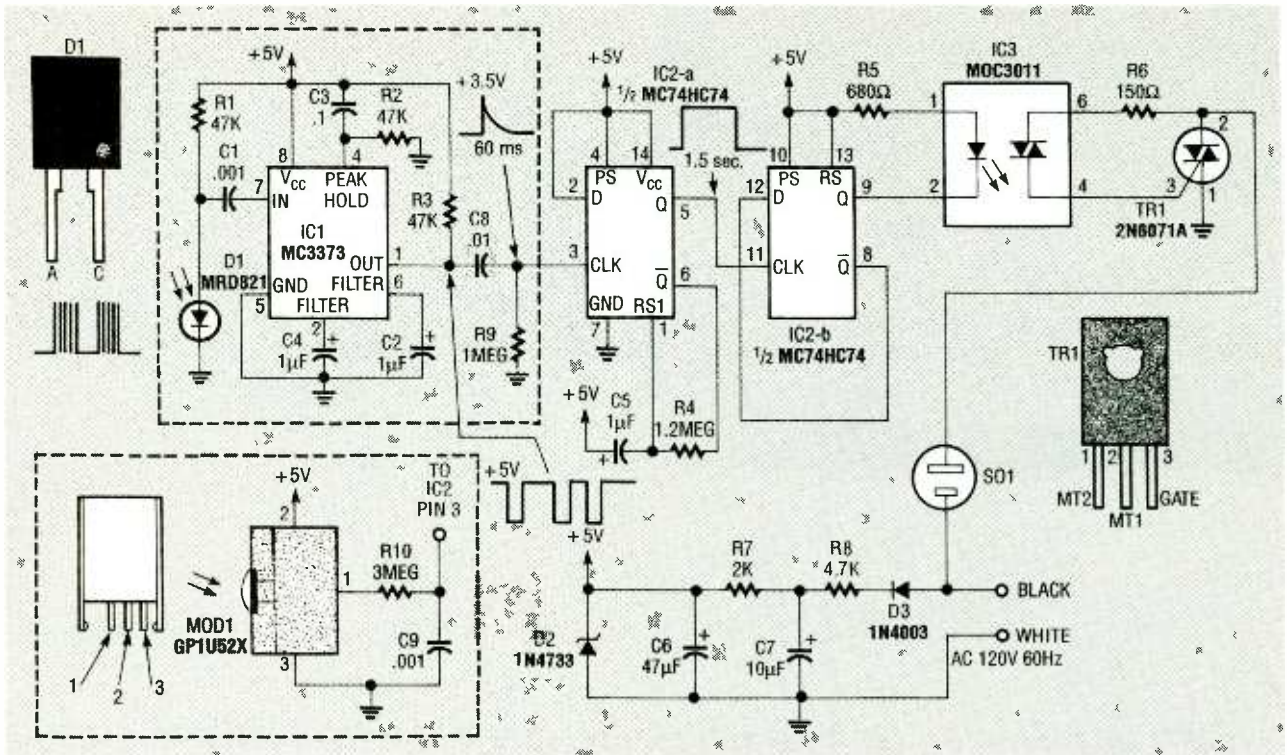 D1
A
C
+5V
R1
47K
C1
.001
C3
.1
R2
47K
+3.5V
60 ms
8
4
VCC
PEAK
HOLD
7
IN
IC1
MC3373
R3
47K
C8
.01
OUT
1
D1
MRD821
GND
FILTER
6
5
FILTER
2
+
C4
1µF
C2
1µF
+
R9
1MEG
+5V
IC2-a
1/2 MC74HC74
4
14
PS
VCC
2
D
Q
5
1.5 sec.
3
CLK
Q̅
6
GND
RS1
7
1
+5V
C5
1µF
+
R4
1.2MEG
+5V
R5
680Ω
10
13
PS
RS
12
D
Q
9
11
CLK
Q̅
8
IC2-b
1/2 MC74HC74
IC3
MOC3011
1
6
2
4
R6
150Ω
2
3
1
TR1
2N6071A
TR1
1
2
3
MT2
MT1
GATE
SO1
+5V
TO
IC2
PIN 3
+5V
2
1
R10
3MEG
MOD1
GP1U52X
3
C9
.001
1
2
3
+5V
R7
2K
R8
4.7K
D3
1N4003
BLACK
WHITE
AC 120V 60Hz
D2
1N4733
C6
47µF
+
C7
10µF
+